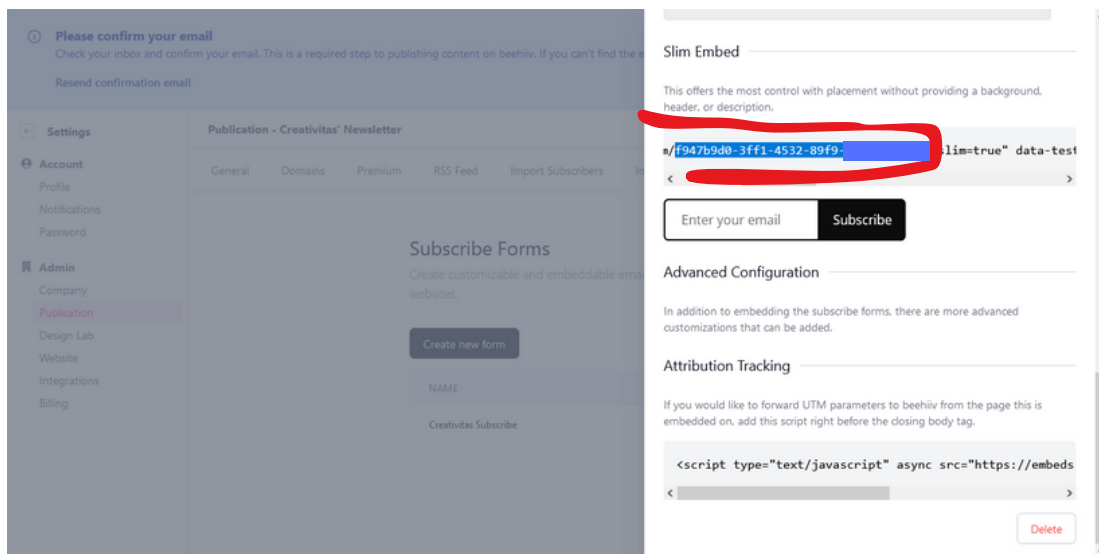 Please confirm your email
Check your inbox and confirm your email. This is a required step to publishing content on beehiiv. If you can't find the e
Resend confirmation email
Settings
Account
Profile
Notifications
Password
Admin
Company
Publication
Design Lab
Website
Integrations
Billing
Publication - Creativitas' Newsletter
General Domains Premium RSS Feed Import Subscribers
Subscribe Forms
Create customizable and embeddable ema
websites.
Create new form
NAME
Creativitas Subscribe
Slim Embed
This offers the most control with placement without providing a background,
header, or description.
m/f947b9d0-3ff1-4532-89f9- slim=true" data-test
Enter your email Subscribe
Advanced Configuration
In addition to embedding the subscribe forms, there are more advanced
customizations that can be added.
Attribution Tracking
If you would like to forward UTM parameters to beehiiv from the page this is
embedded on, add this script right before the closing body tag.
<script type="text/javascript" async src="https://embeds
Delete